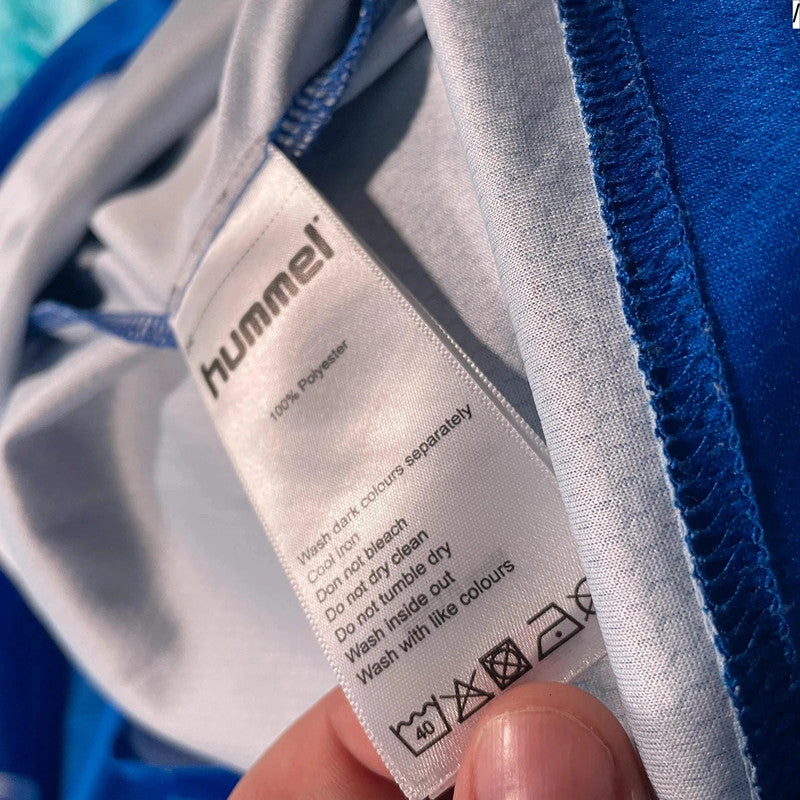 hummel
100% Polyester
Wash dark colours separately
Cool iron
Don not bleach
Do not dry clean
Do not tumble dry
Wash inside out
Wash with like colours
40